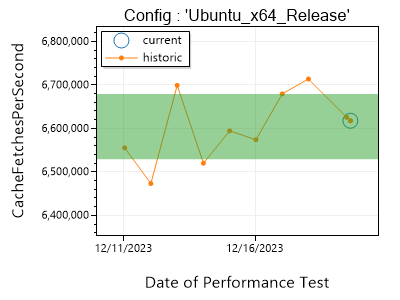 Config : 'Ubuntu_x64_Release'
CacheFetchesPerSecond
6,800,000
6,700,000
6,600,000
6,500,000
6,400,000
current
historic
12/11/2023
12/16/2023
Date of Performance Test